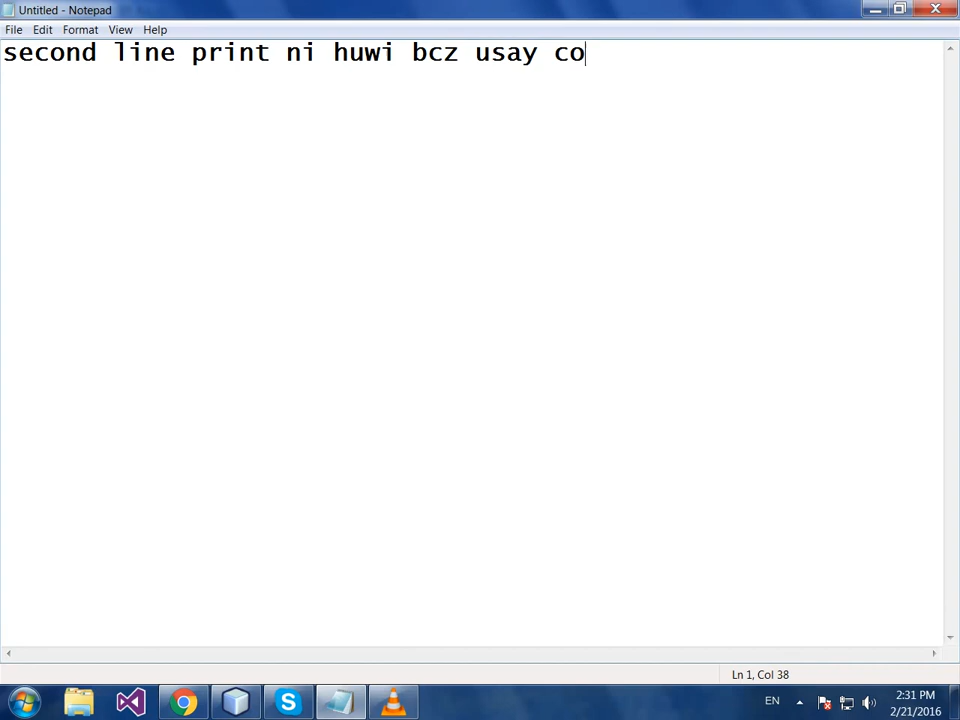 Untitled - Notepad
File Edit Format View Help
second line print ni huwi bcz usay co
Ln 1, Col 38
EN
2:31 PM
2/21/2016